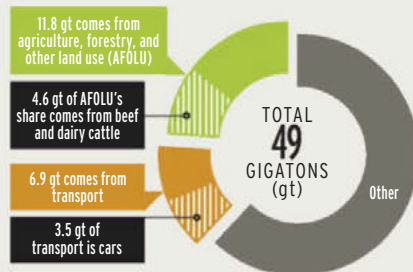 11.8 gt comes from
agriculture, forestry, and
other land use (AFOLU)
4.6 gt of AFOLU's
share comes from beef
and dairy cattle
6.9 gt comes from
transport
3.5 gt of
transport is cars
TOTAL
49
GIGATONS
(gt)
Other